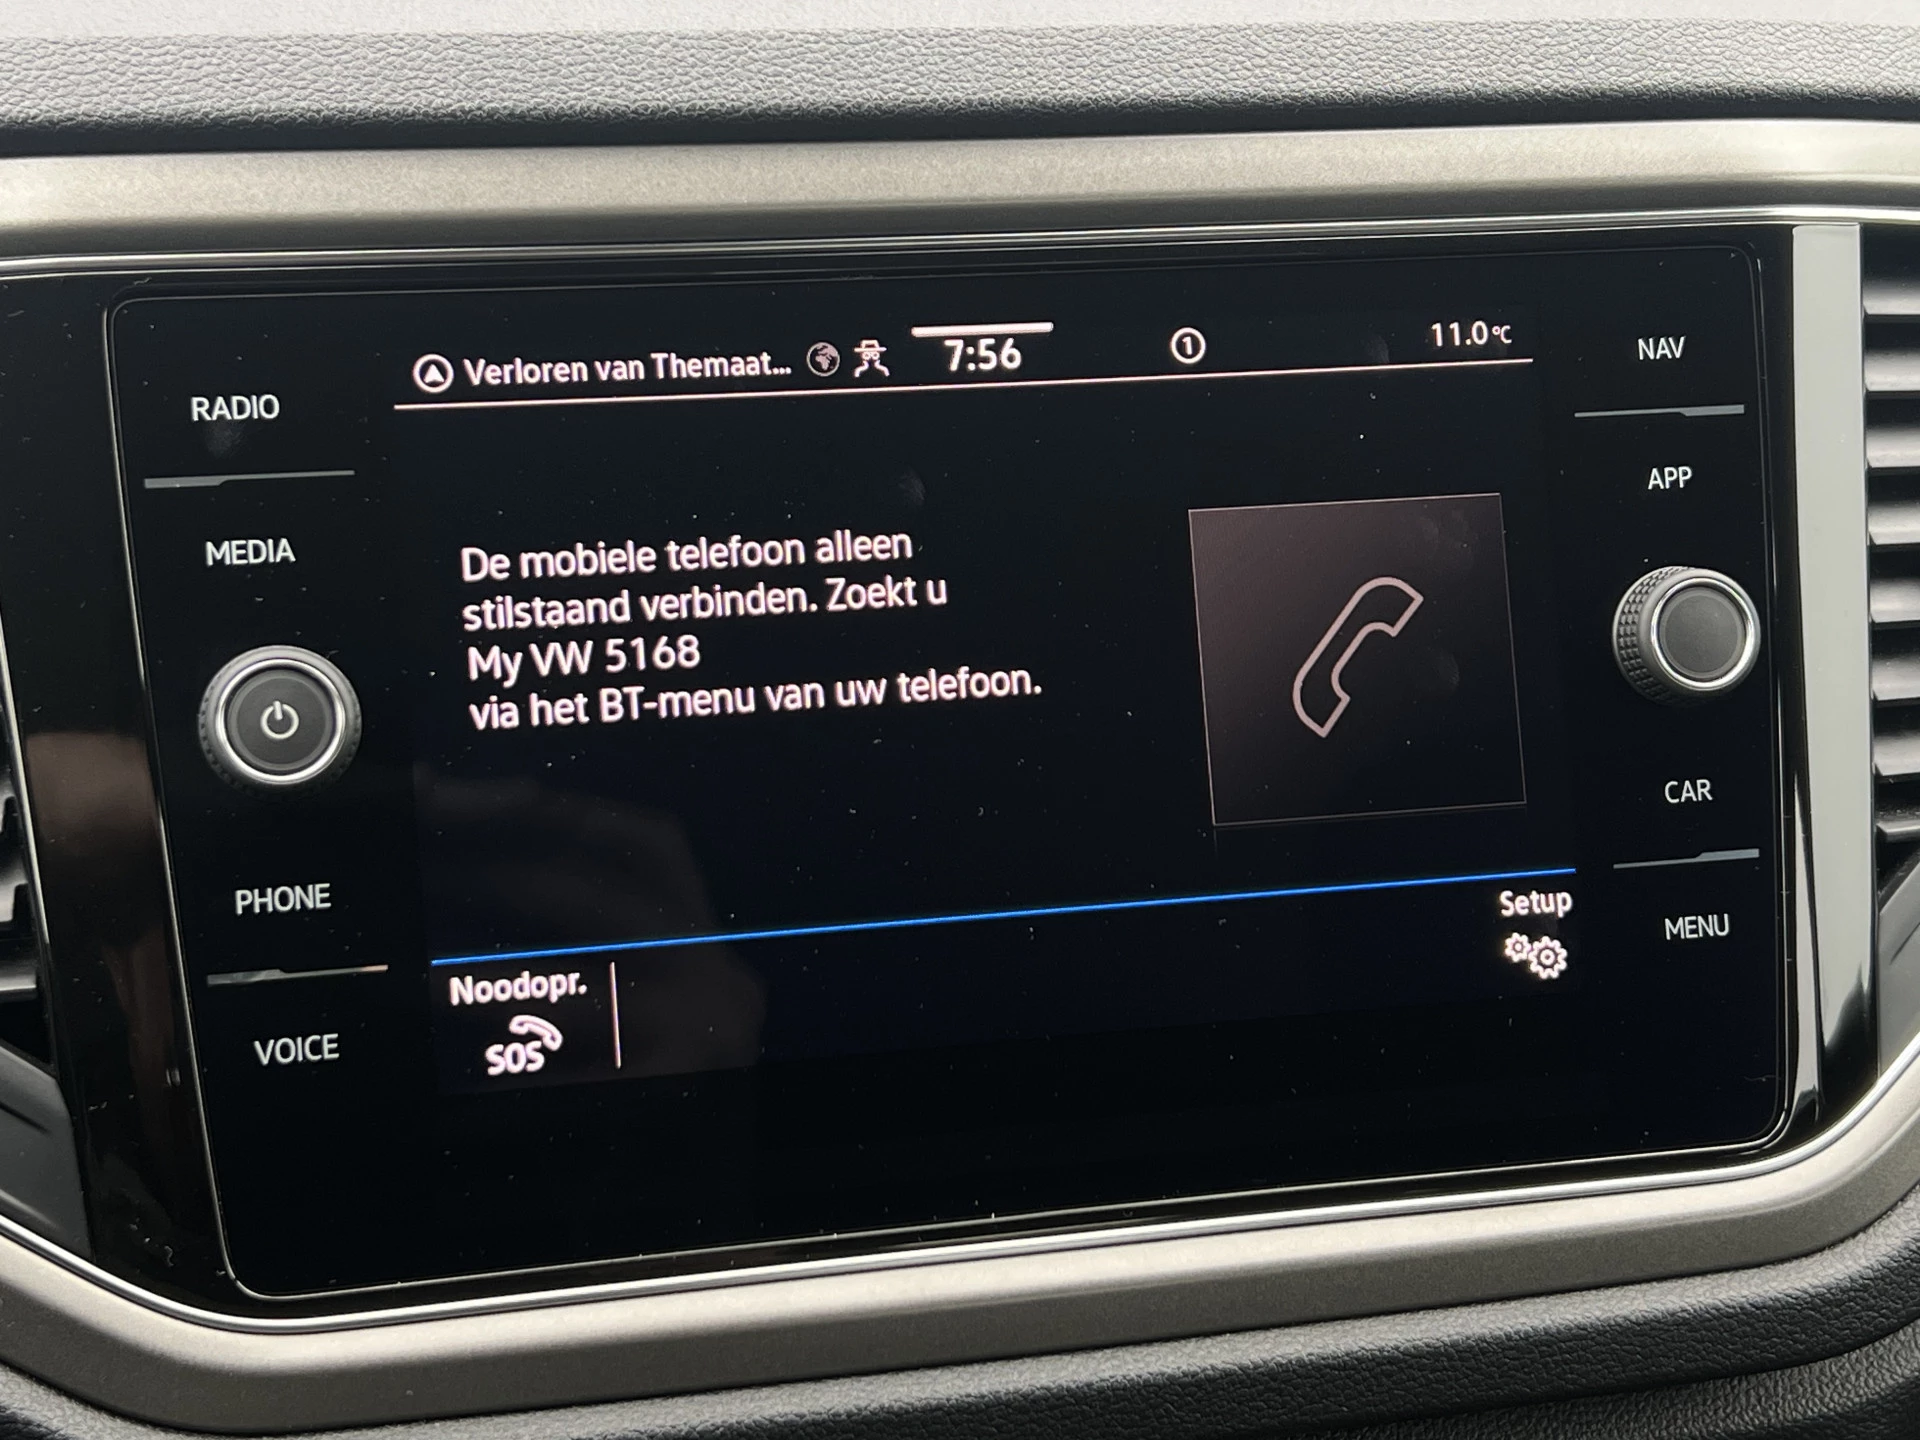 Verloren van Themaat... 7:56 1 11.0°C
RADIO
MEDIA
PHONE
VOICE
De mobiele telefoon alleen
stilstaand verbinden. Zoekt u
My VW 5168
via het BT-menu van uw telefoon.
Noodopr.
SOS
Setup
NAV
APP
CAR
MENU